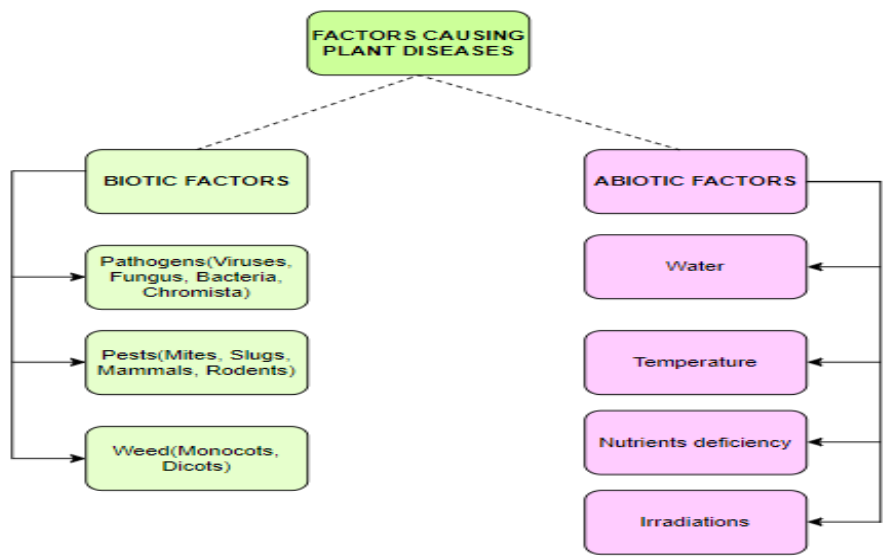 FACTORS CAUSING
PLANT DISEASES
BIOTIC FACTORS
Pathogens(Viruses,
Fungus, Bacteria,
Chromista)
Pests(Mites, Slugs,
Mammals, Rodents)
Weed(Monocots,
Dicots)
ABIOTIC FACTORS
Water
Temperature
Nutrients deficiency
Irradiations